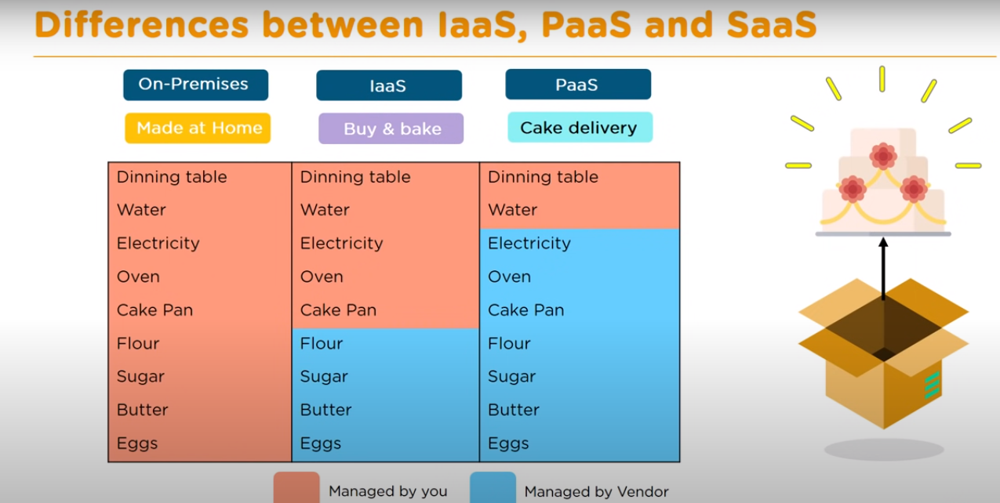 Differences between IaaS, PaaS and SaaS
On-Premises IaaS PaaS
Made at Home Buy & bake Cake delivery
Dinning table Dinning table Dinning table
Water Water Water
Electricity Electricity Electricity
Oven Oven Oven
Cake Pan Cake Pan Cake Pan
Flour Flour Flour
Sugar Sugar Sugar
Butter Butter Butter
Eggs Eggs Eggs
Managed by you Managed by Vendor